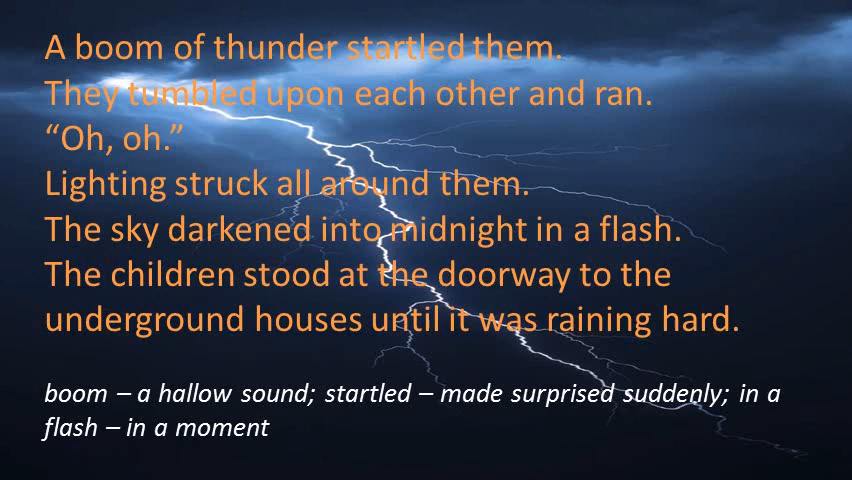 A boom of thunder startled them.
They tumbled upon each other and ran.
“Oh, oh.”
Lighting struck all around them.
The sky darkened into midnight in a flash.
The children stood at the doorway to the
underground houses until it was raining hard.
boom – a hallow sound; startled – made surprised suddenly; in a
flash – in a moment